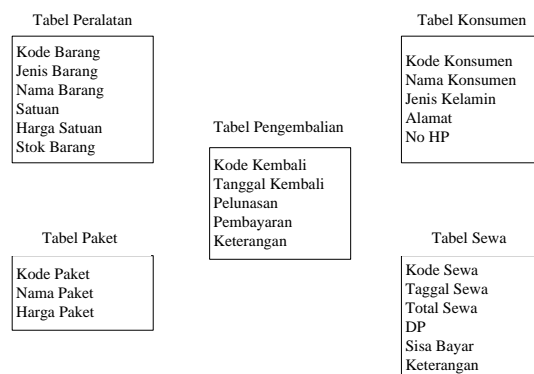 Tabel Peralatan
Kode Barang
Jenis Barang
Nama Barang
Satuan
Harga Satuan
Stok Barang
Tabel Konsumen
Kode Konsumen
Nama Konsumen
Jenis Kelamin
Alamat
No HP
Tabel Pengembalian
Kode Kembali
Tanggal Kembali
Pelunasan
Pembayaran
Keterangan
Tabel Paket
Kode Paket
Nama Paket
Harga Paket
Tabel Sewa
Kode Sewa
Taggal Sewa
Total Sewa
DP
Sisa Bayar
Keterangan